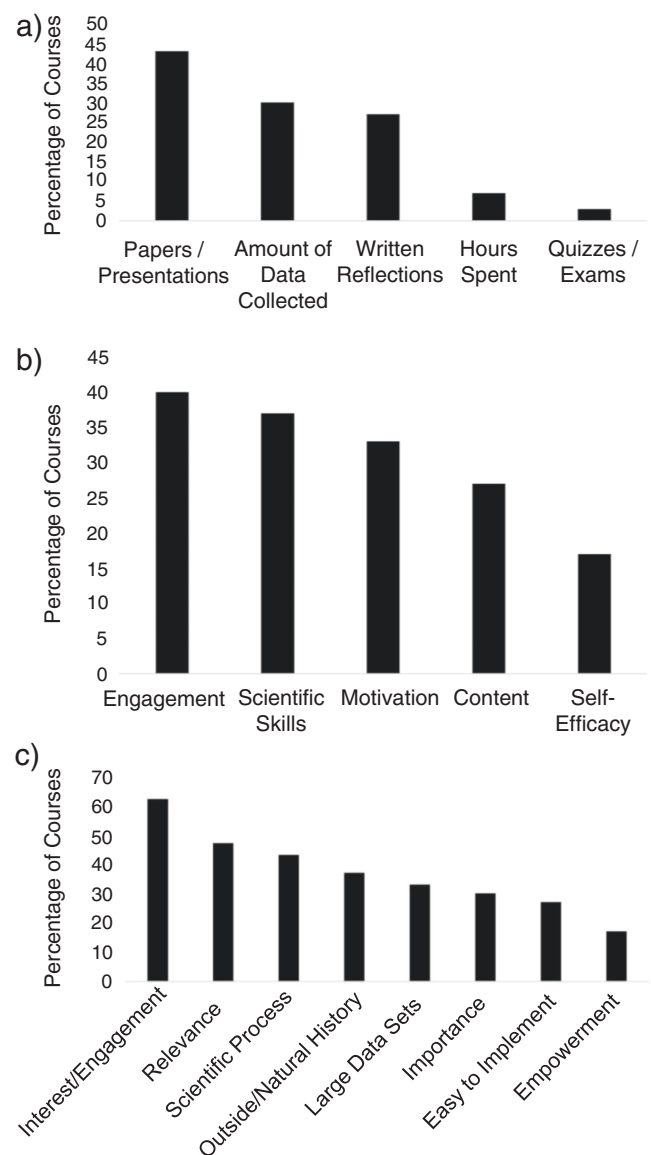 a)
Percentage of Courses
50
45
40
35
30
25
20
15
10
5
0
Papers /
Presentations
Amount of
Data
Collected
Written
Reflections
Hours
Spent
Quizzes /
Exams
b)
Percentage of Courses
45
40
35
30
25
20
15
10
5
0
Engagement
Scientific
Skills
Motivation
Content
Self-
Efficacy
c)
Percentage of Courses
70
60
50
40
30
20
10
0
Interest/Engagement
Relevance
Scientific Process
Outside/Natural History
Large Data Sets
Importance
Easy to Implement
Empowerment